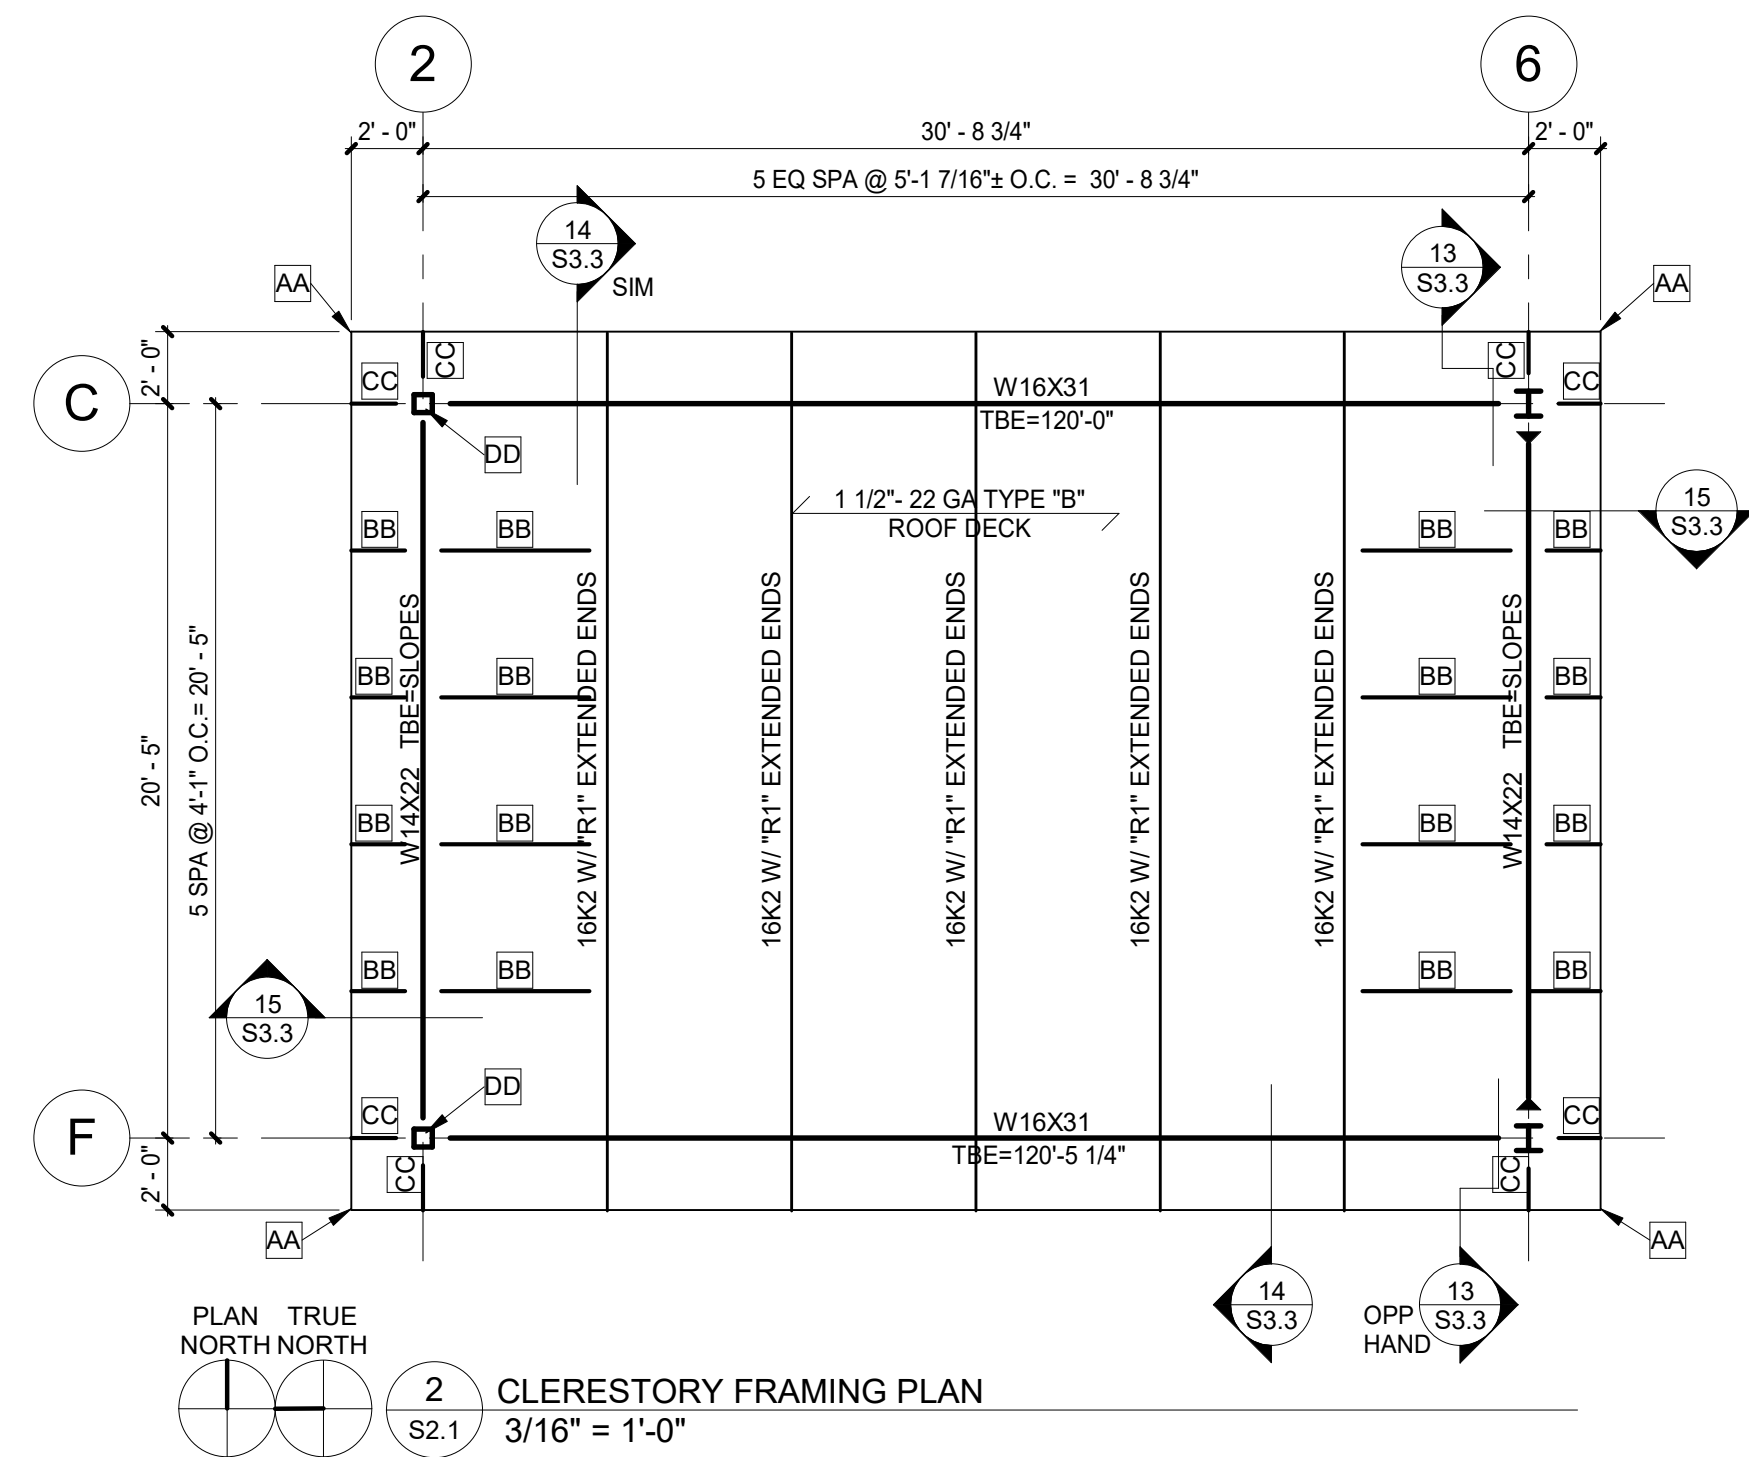 2
6
2' - 0"
30' - 8 3/4"
2' - 0"
5 EQ SPA @ 5'-1 7/16"± O.C. =  30' - 8 3/4"
14
S3.3
SIM
13
S3.3
AA
AA
2' - 0"
CC
CC
CC
CC
C
W16X31
TBE=120'-0"
DD
1 1/2"- 22 GA TYPE "B"
ROOF DECK
15
S3.3
BB
BB
BB
BB
W14X22   TBE=SLOPES
16K2 W/ "R1" EXTENDED ENDS
16K2 W/ "R1" EXTENDED ENDS
16K2 W/ "R1" EXTENDED ENDS
16K2 W/ "R1" EXTENDED ENDS
16K2 W/ "R1" EXTENDED ENDS
W14X22   TBE=SLOPES
BB
BB
BB
BB
20' - 5"
5 SPA @ 4'-1" O.C.= 20' - 5"
BB
BB
BB
BB
BB
BB
BB
BB
15
S3.3
DD
CC
CC
F
W16X31
TBE=120'-5 1/4"
2' - 0"
CC
CC
AA
AA
14
S3.3
OPP
HAND
13
S3.3
PLAN
NORTH
TRUE
NORTH
2
S2.1
CLERESTORY FRAMING PLAN
3/16" = 1'-0"